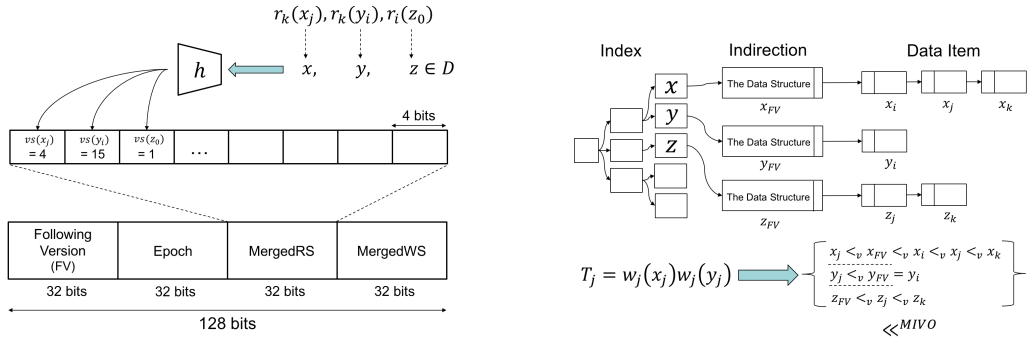 r_k(x_j), r_k(y_i), r_i(z_0)
h
x, y, z ∈ D
4 bits
vs(x_j) = 4
vs(y_i) = 15
vs(z_0) = 1
...
Following Version (FV)
Epoch
MergedRS
MergedWS
32 bits
32 bits
32 bits
32 bits
128 bits
Index
Indirection
Data Item
x
The Data Structure
x_FV
x_i
x_j
x_k
y
The Data Structure
y_FV
y_i
z
The Data Structure
z_FV
z_j
z_k
T_j = w_j(x_j)w_j(y_j)
x_j <_v x_FV <_v x_i <_v x_j <_v x_k
y_j <_v y_FV = y_i
z_FV <_v z_j <_v z_k
≪^MIVO